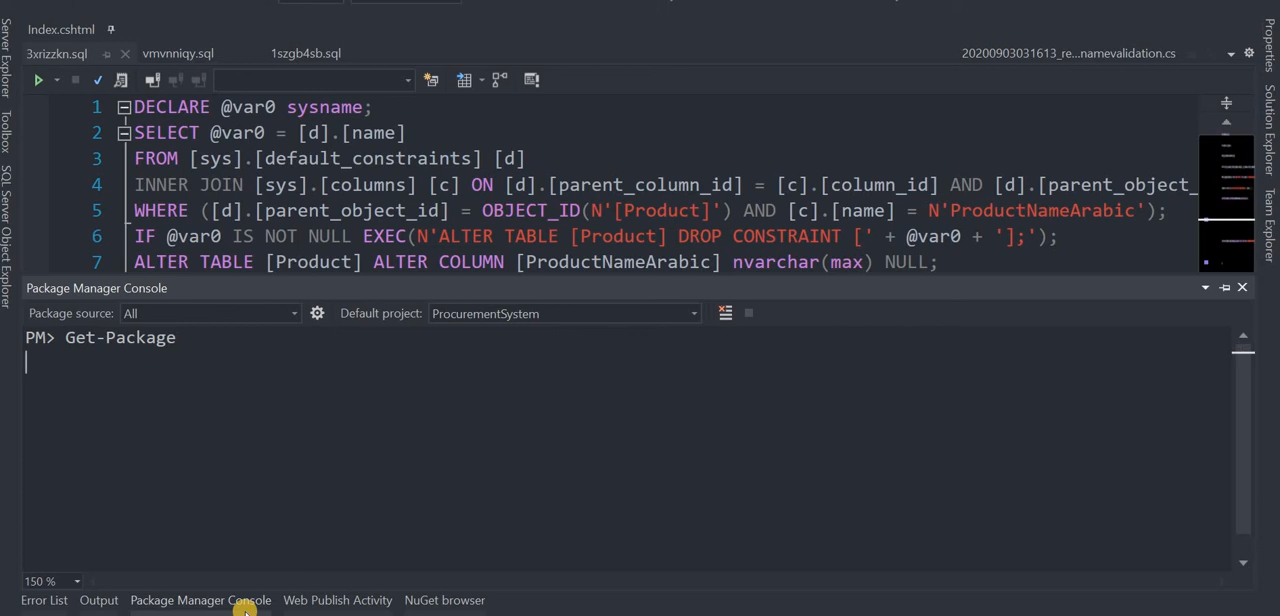 Index.cshtml
3xrizzkn.sql
vmvnniqy.sql
1szgb4sb.sql
20200903031613_re...namevalidation.cs
1 DECLARE @var0 sysname;
2 SELECT @var0 = [d].[name]
3 FROM [sys].[default_constraints] [d]
4 INNER JOIN [sys].[columns] [c] ON [d].[parent_column_id] = [c].[column_id] AND [d].[parent_object_
5 WHERE ([d].[parent_object_id] = OBJECT_ID(N'[Product]') AND [c].[name] = N'ProductNameArabic');
6 IF @var0 IS NOT NULL EXEC(N'ALTER TABLE [Product] DROP CONSTRAINT [' + @var0 + '];');
7 ALTER TABLE [Product] ALTER COLUMN [ProductNameArabic] nvarchar(max) NULL;
Package Manager Console
Package source: All
Default project: ProcurementSystem
PM> Get-Package
150 %
Error List
Output
Package Manager Console
Web Publish Activity
NuGet browser
Server Explorer
Toolbox
SQL Server Object Explorer
Properties
Solution Explorer
Team Explorer